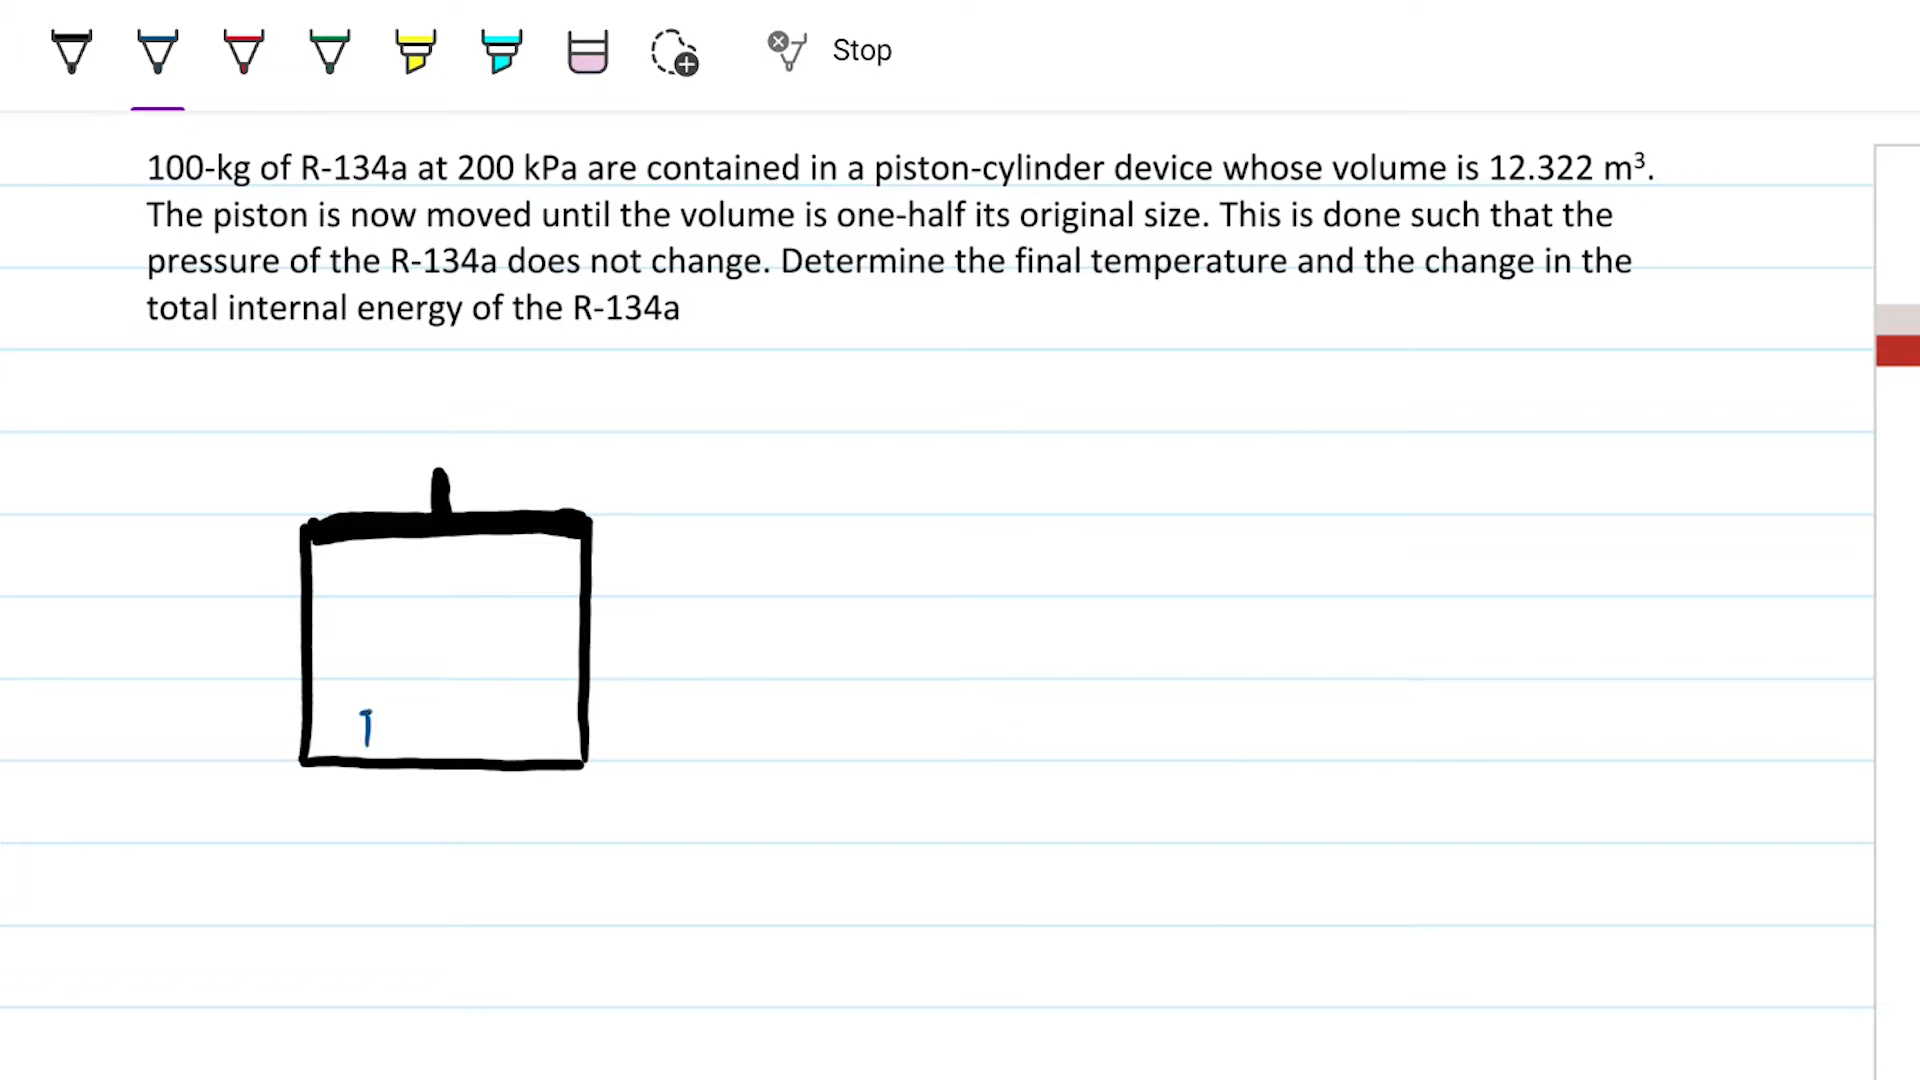 Stop
100-kg of R-134a at 200 kPa are contained in a piston-cylinder device whose volume is 12.322 m³.
The piston is now moved until the volume is one-half its original size. This is done such that the
pressure of the R-134a does not change. Determine the final temperature and the change in the
total internal energy of the R-134a